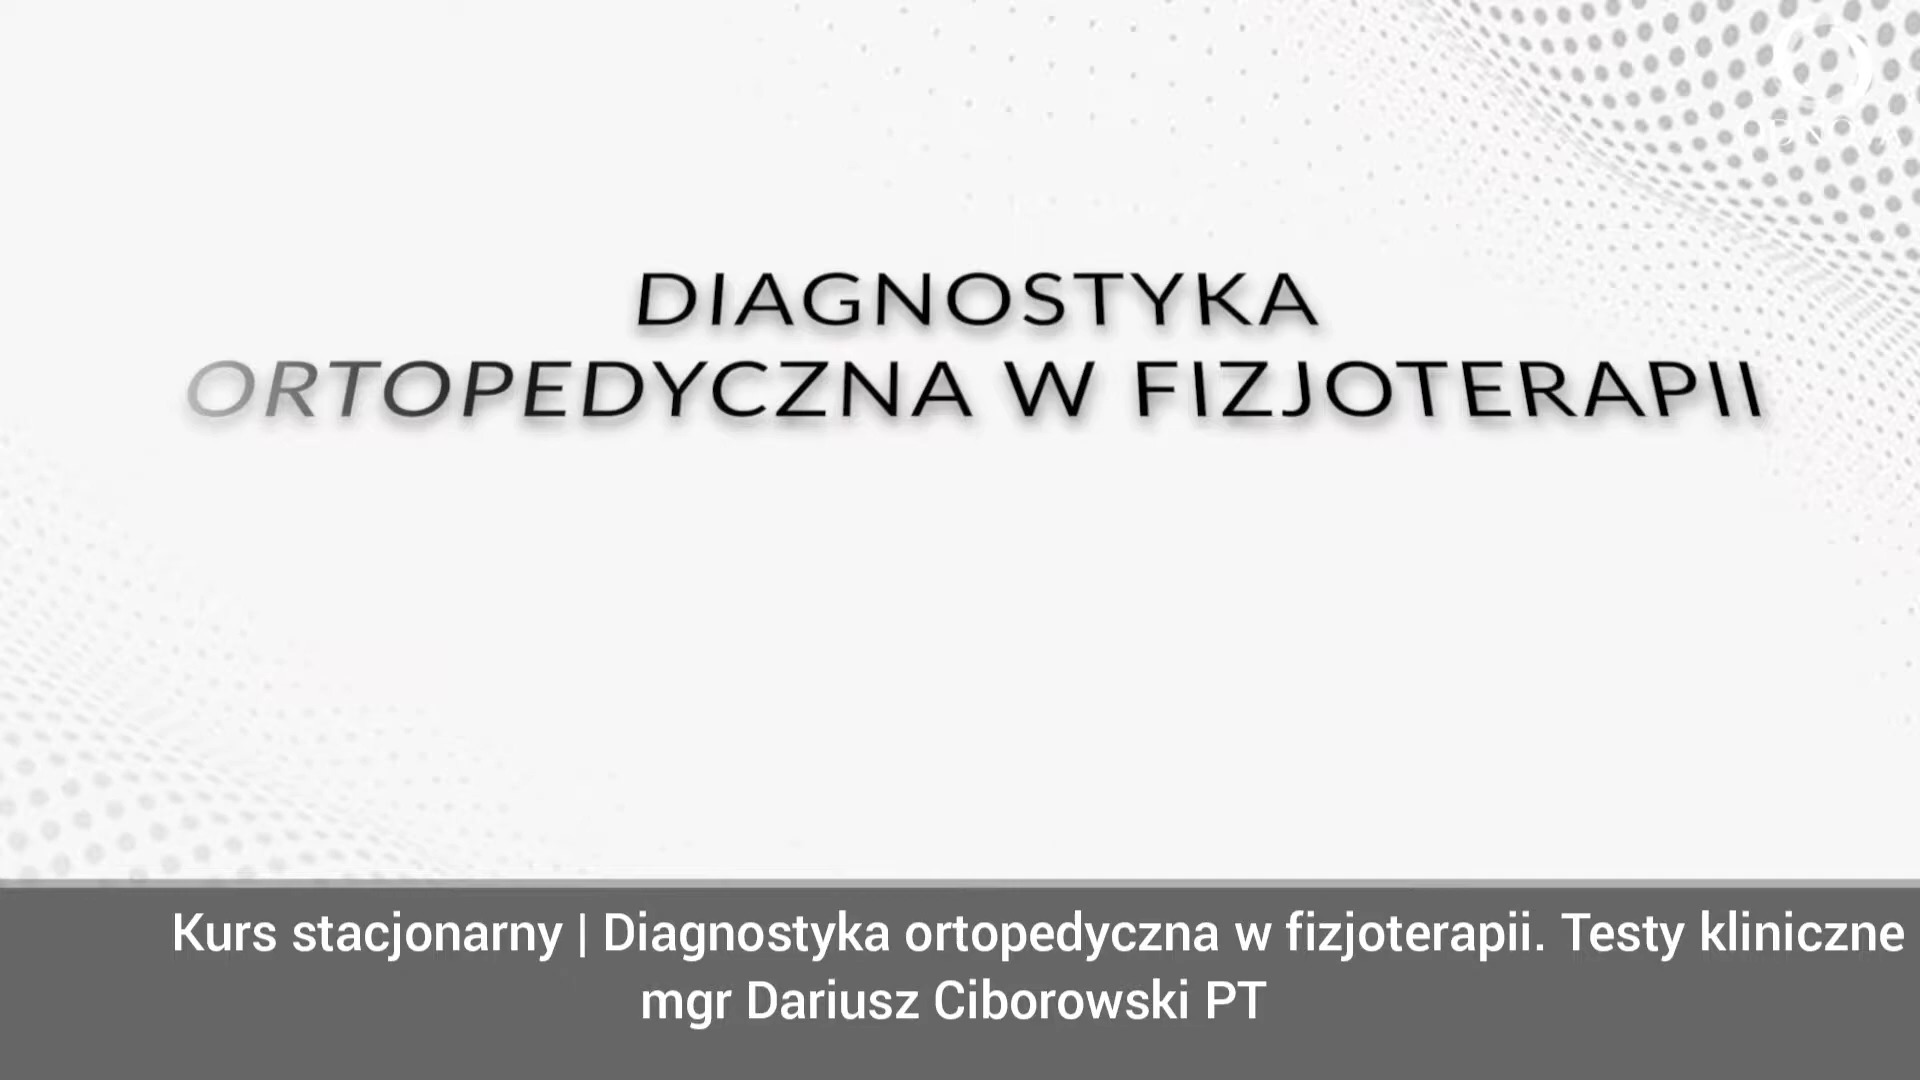 DIAGNOSTYKA
ORTOPEDYCZNA W FIZJOTERAPII
Kurs stacjonarny | Diagnostyka ortopedyczna w fizjoterapii. Testy kliniczne
mgr Dariusz Ciborowski PT